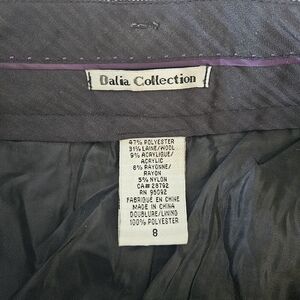 Dalia Collection
47% POLYESTER
31% LAINE/WOOL
9% ACRYLIQUE/
ACRYLIC
8% RAYONNE/
RAYON
5% NYLON
CA# 28792
RN 95092
FABRIQUÉ EN CHINE
MADE IN CHINA
DOUBLURE/LINING
100% POLYESTER
8